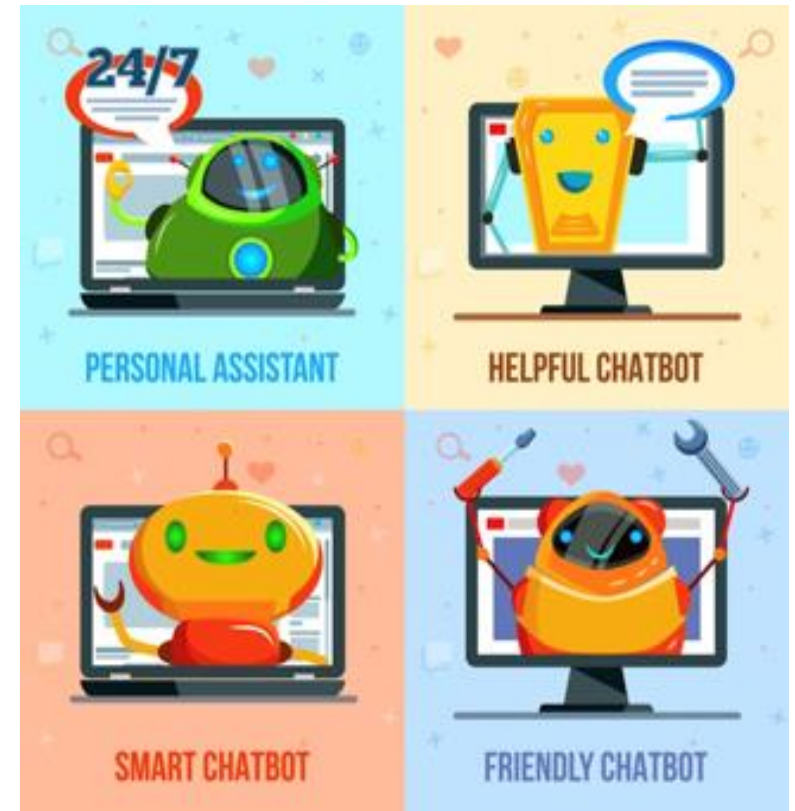 24/7
PERSONAL ASSISTANT
HELPFUL CHATBOT
SMART CHATBOT
FRIENDLY CHATBOT